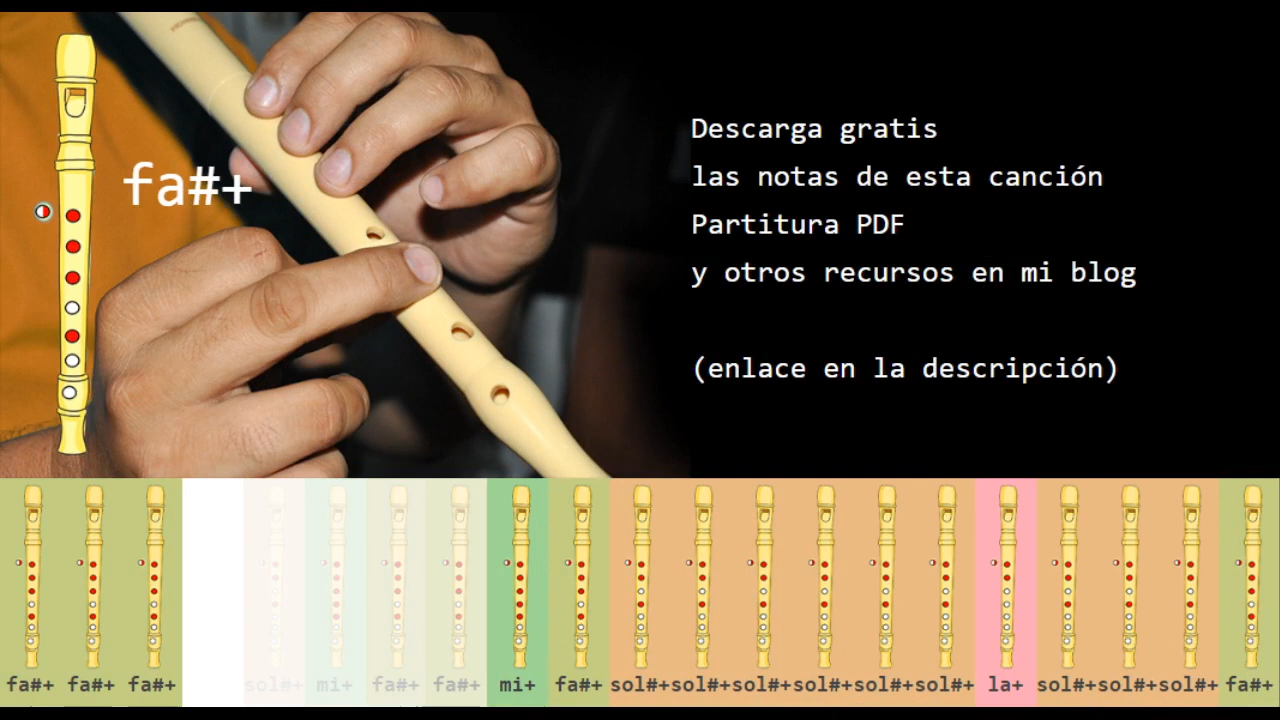 fa#+
Descarga gratis
las notas de esta canción
Partitura PDF
y otros recursos en mi blog
(enlace en la descripción)
fa#+ fa#+ fa#+ sol#+ mi+ fa#+ fa#+ mi+ fa#+ sol#+ sol#+ sol#+ sol#+ sol#+ sol#+ la+ sol#+ sol#+ sol#+ fa#+